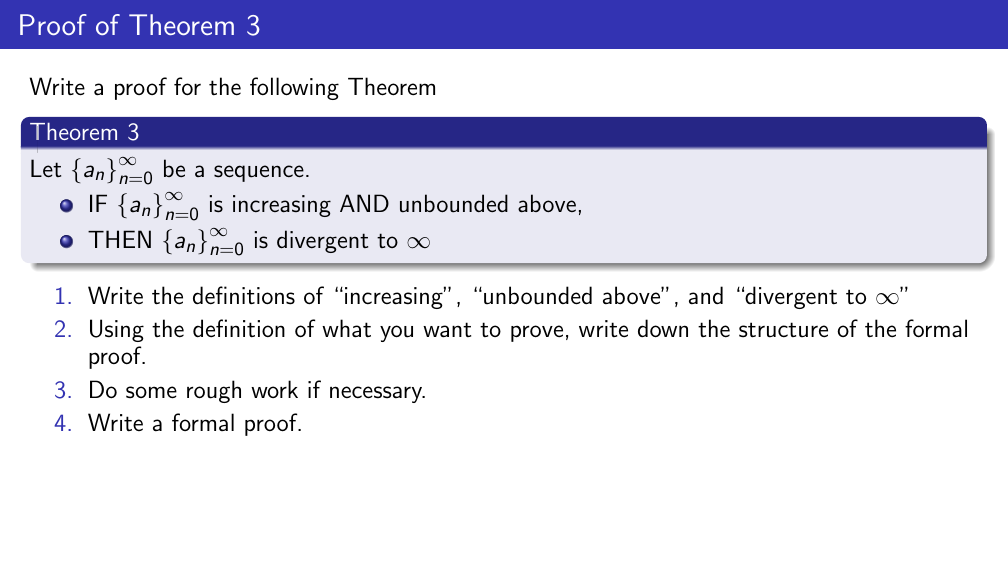 Proof of Theorem 3
Write a proof for the following Theorem
Theorem 3
Let {a_n}_{n=0}^∞ be a sequence.
IF {a_n}_{n=0}^∞ is increasing AND unbounded above,
THEN {a_n}_{n=0}^∞ is divergent to ∞
1. Write the definitions of “increasing”, “unbounded above”, and “divergent to ∞”
2. Using the definition of what you want to prove, write down the structure of the formal
proof.
3. Do some rough work if necessary.
4. Write a formal proof.